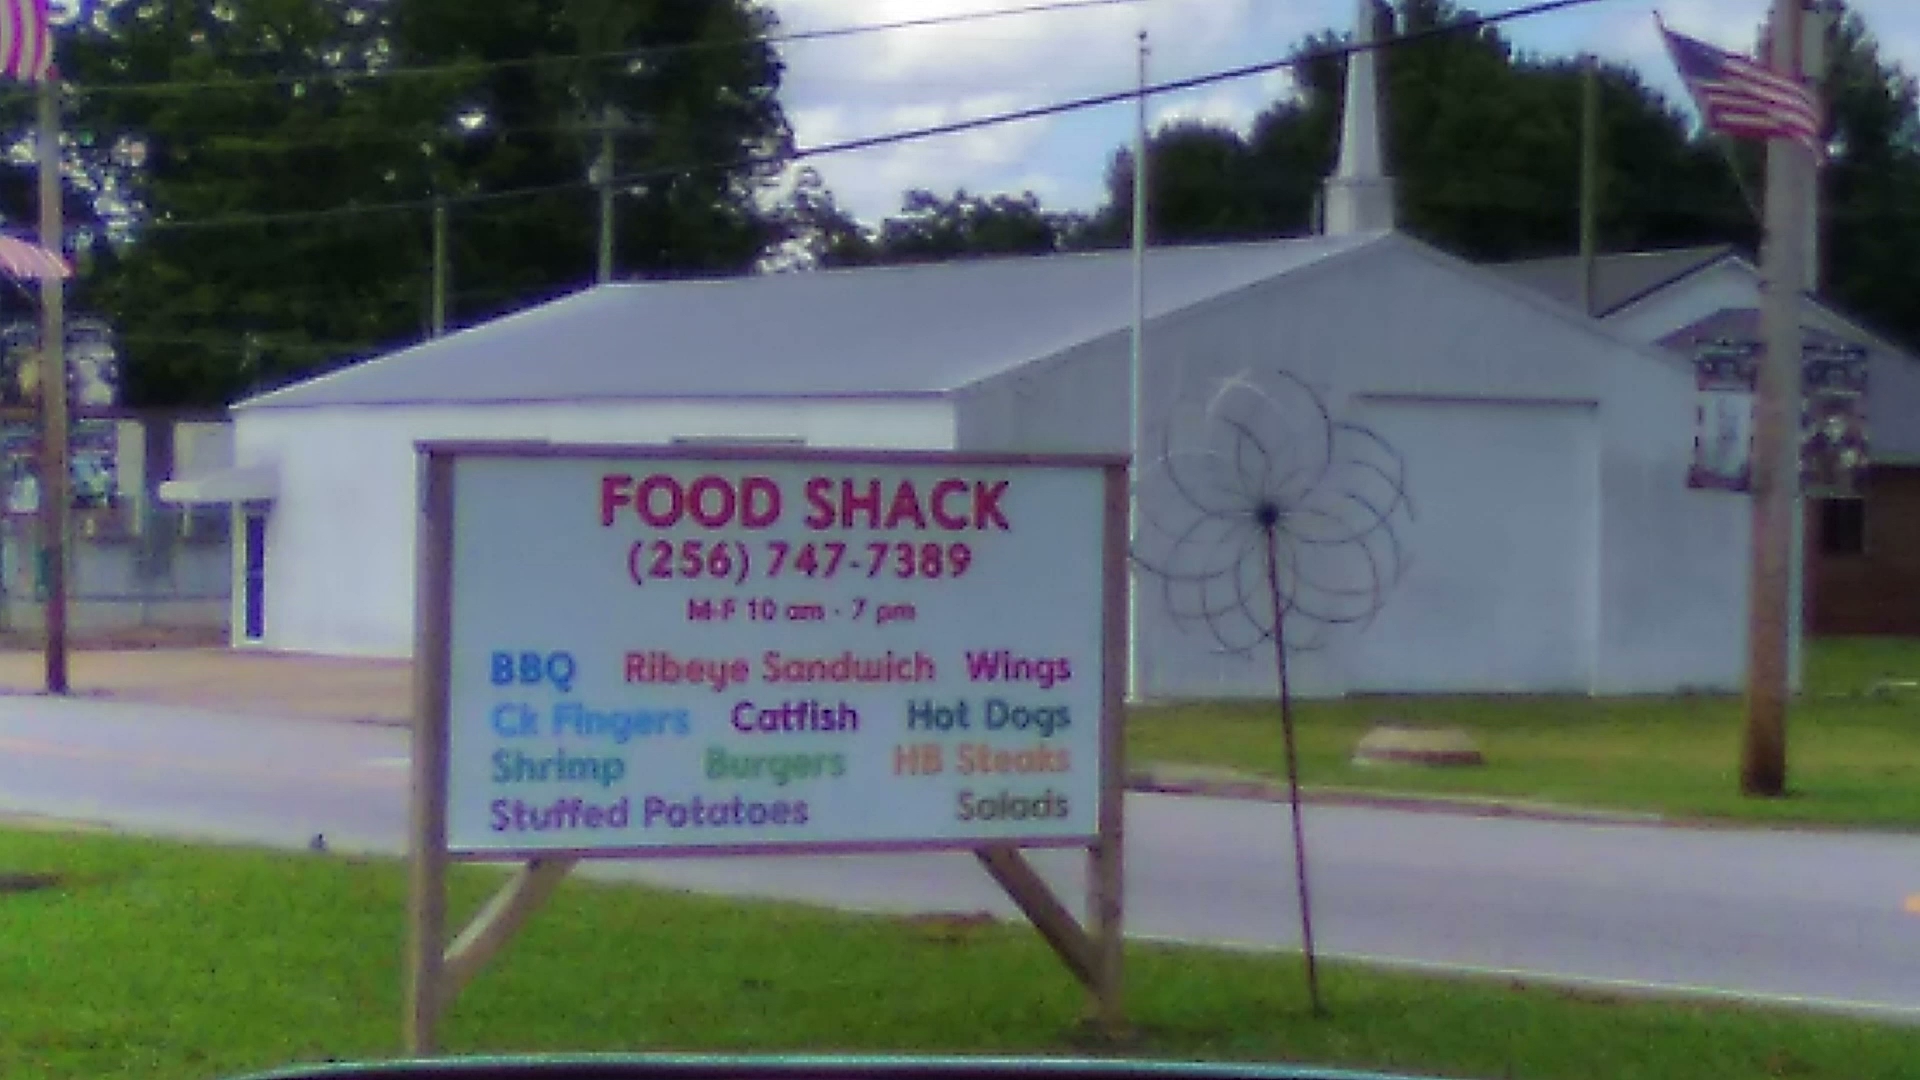 FOOD SHACK
(256) 747-7389
M-F 10 am - 7 pm
BBQ Ribeye Sandwich Wings
Ck Fingers Catfish Hot Dogs
Shrimp Burgers HB Steaks
Stuffed Potatoes Salads